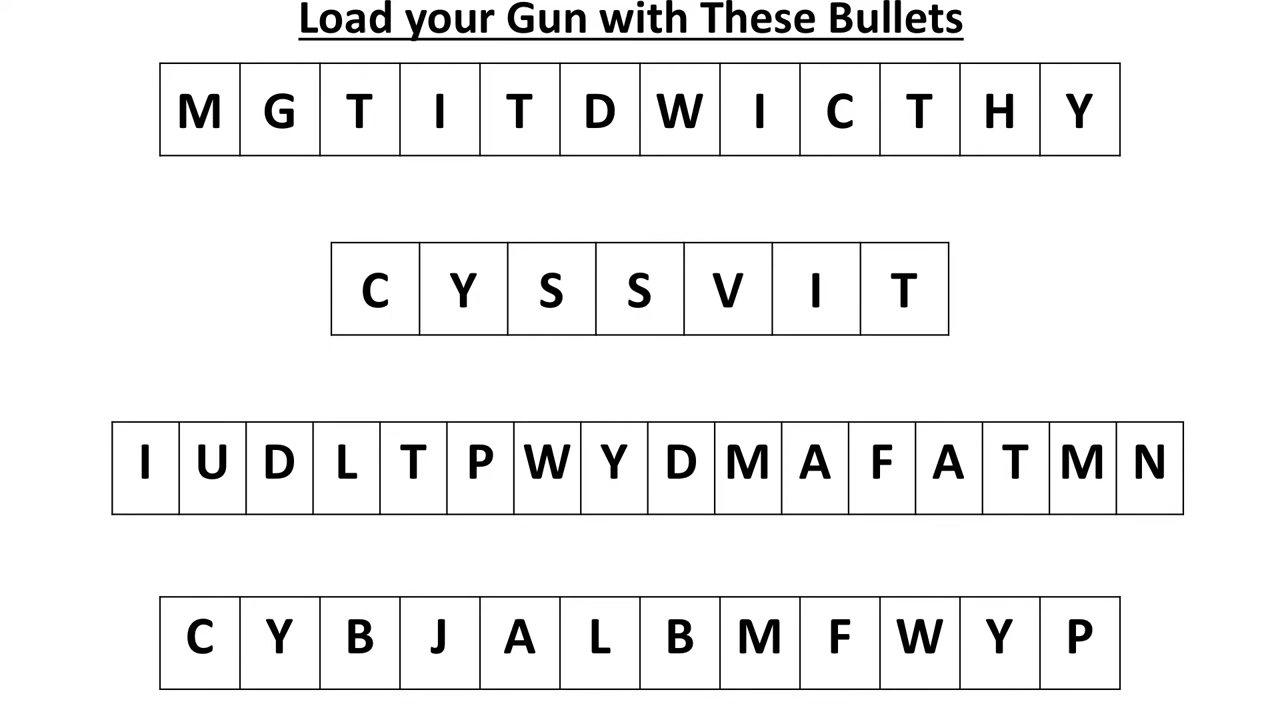 Load your Gun with These Bullets
M G T I T D W I C T H Y
C Y S S V I T
I U D L T P W Y D M A F A T M N
C Y B J A L B M F W Y P